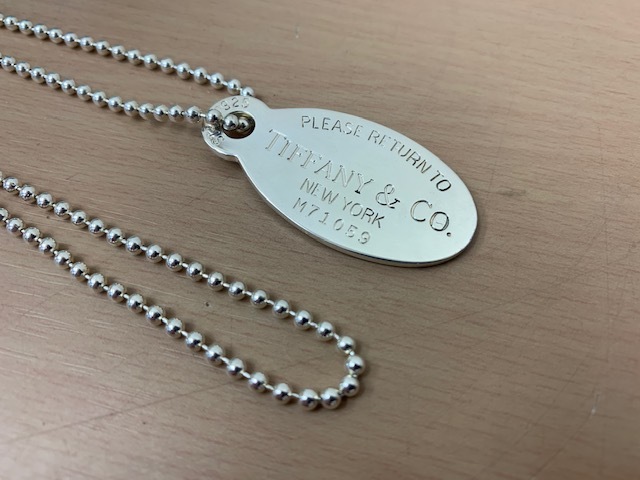 925
PLEASE RETURN TO
TIFFANY & CO.
NEW YORK
M71059